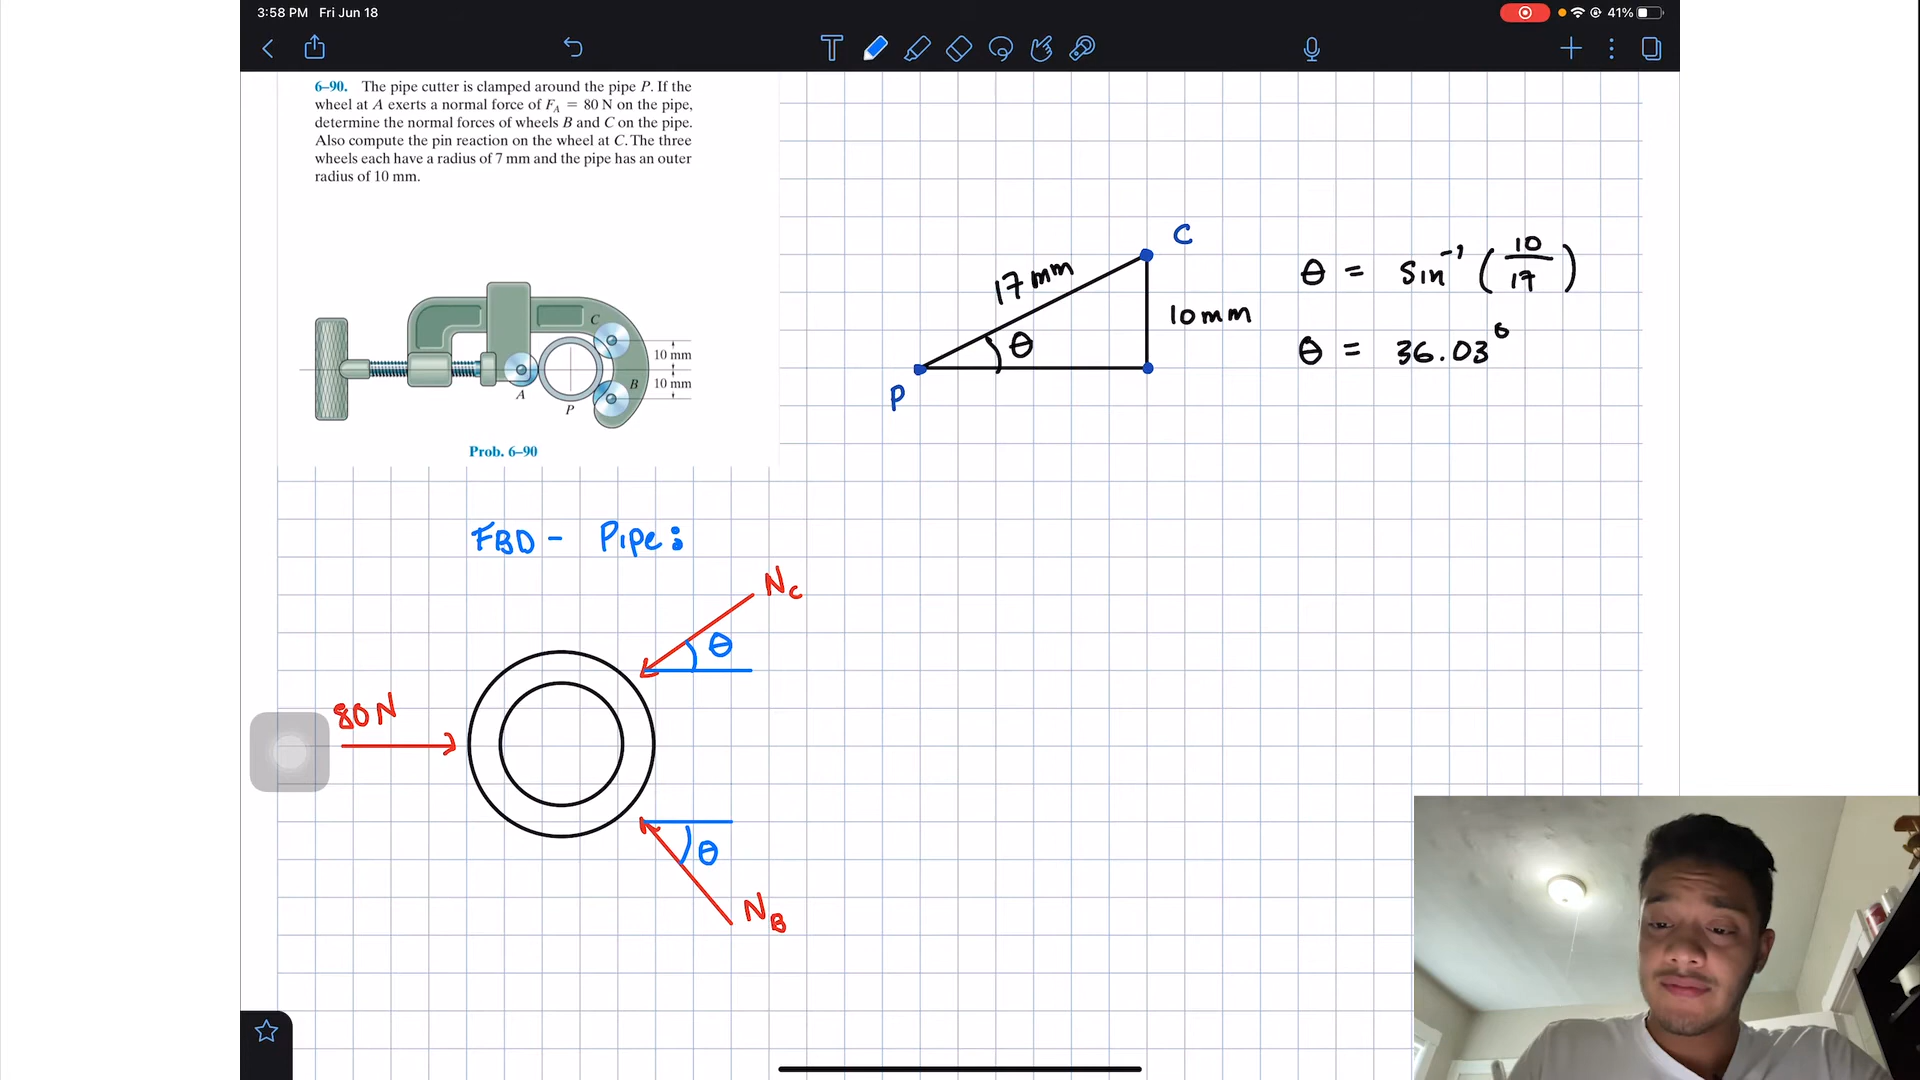 3:58 PM Fri Jun 18
41%
6–90. The pipe cutter is clamped around the pipe P. If the
wheel at A exerts a normal force of F_A = 80 N on the pipe,
determine the normal forces of wheels B and C on the pipe.
Also compute the pin reaction on the wheel at C. The three
wheels each have a radius of 7 mm and the pipe has an outer
radius of 10 mm.
C
10 mm
B
10 mm
A
P
Prob. 6–90
C
17 mm
10 mm
θ
P
θ = sin⁻¹ (10/17)
θ = 36.03°
FBD - Pipe:
N_C
θ
80 N
θ
N_B